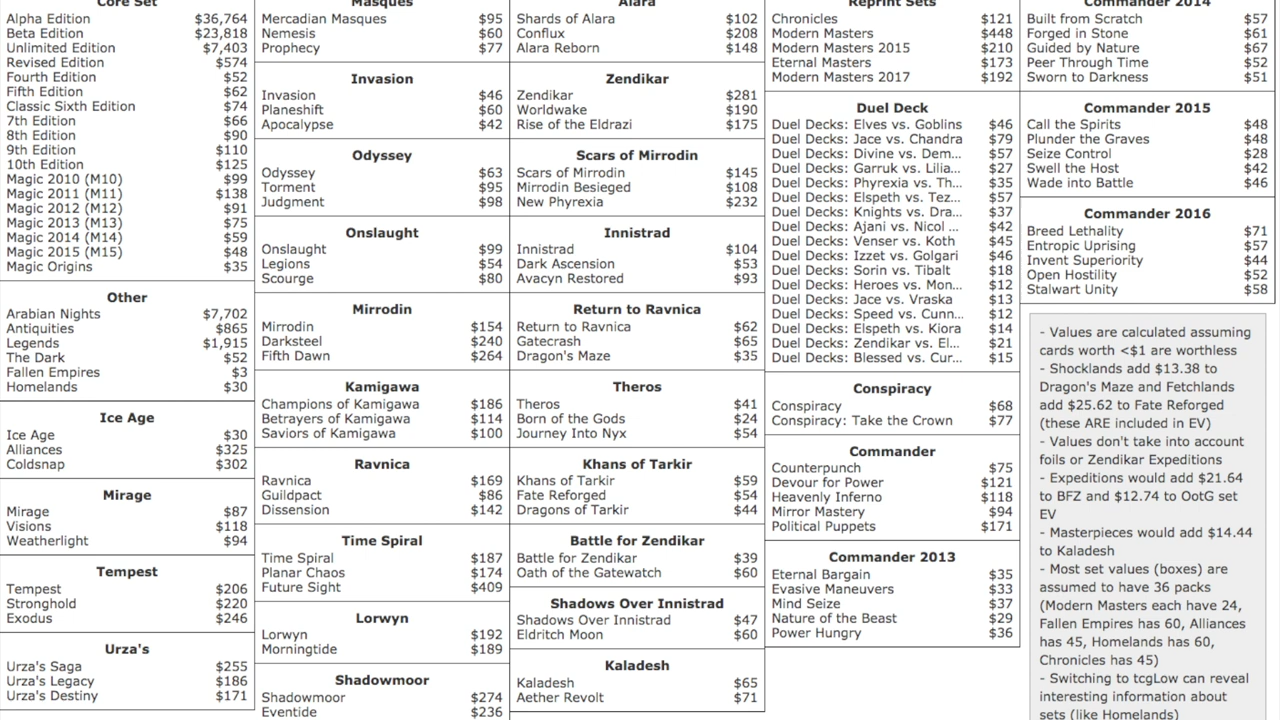 Core Set
Alpha Edition $36,764
Beta Edition $23,818
Unlimited Edition $7,403
Revised Edition $574
Fourth Edition $52
Fifth Edition $62
Classic Sixth Edition $74
7th Edition $66
8th Edition $90
9th Edition $110
10th Edition $125
Magic 2010 (M10) $99
Magic 2011 (M11) $138
Magic 2012 (M12) $91
Magic 2013 (M13) $75
Magic 2014 (M14) $59
Magic 2015 (M15) $48
Magic Origins $35
Other
Arabian Nights $7,702
Antiquities $865
Legends $1,915
The Dark $52
Fallen Empires $3
Homelands $30
Ice Age
Ice Age $30
Alliances $325
Coldsnap $302
Mirage
Mirage $87
Visions $118
Weatherlight $94
Tempest
Tempest $206
Stronghold $220
Exodus $246
Urza's
Urza's Saga $255
Urza's Legacy $186
Urza's Destiny $171
Masques
Mercadian Masques $95
Nemesis $60
Prophecy $77
Invasion
Invasion $46
Planeshift $60
Apocalypse $42
Odyssey
Odyssey $63
Torment $95
Judgment $98
Onslaught
Onslaught $99
Legions $54
Scourge $80
Mirrodin
Mirrodin $154
Darksteel $240
Fifth Dawn $264
Kamigawa
Champions of Kamigawa $186
Betrayers of Kamigawa $114
Saviors of Kamigawa $100
Ravnica
Ravnica $169
Guildpact $86
Dissension $142
Time Spiral
Time Spiral $187
Planar Chaos $174
Future Sight $409
Lorwyn
Lorwyn $192
Morningtide $189
Shadowmoor
Shadowmoor $274
Eventide $236
Alara
Shards of Alara $102
Conflux $208
Alara Reborn $148
Zendikar
Zendikar $281
Worldwake $190
Rise of the Eldrazi $175
Scars of Mirrodin
Scars of Mirrodin $145
Mirrodin Besieged $108
New Phyrexia $232
Innistrad
Innistrad $104
Dark Ascension $53
Avacyn Restored $93
Return to Ravnica
Return to Ravnica $62
Gatecrash $65
Dragon's Maze $35
Theros
Theros $41
Born of the Gods $24
Journey Into Nyx $54
Khans of Tarkir
Khans of Tarkir $59
Fate Reforged $54
Dragons of Tarkir $44
Battle for Zendikar
Battle for Zendikar $39
Oath of the Gatewatch $60
Shadows Over Innistrad
Shadows Over Innistrad $47
Eldritch Moon $60
Kaladesh
Kaladesh $65
Aether Revolt $71
Reprint Sets
Chronicles $121
Modern Masters $448
Modern Masters 2015 $210
Eternal Masters $173
Modern Masters 2017 $192
Duel Deck
Duel Decks: Elves vs. Goblins $46
Duel Decks: Jace vs. Chandra $79
Duel Decks: Divine vs. Dem... $57
Duel Decks: Garruk vs. Lilia... $27
Duel Decks: Phyrexia vs. Th... $35
Duel Decks: Elspeth vs. Tez... $57
Duel Decks: Knights vs. Dra... $37
Duel Decks: Ajani vs. Nicol ... $42
Duel Decks: Venser vs. Koth $45
Duel Decks: Izzet vs. Golgari $46
Duel Decks: Sorin vs. Tibalt $18
Duel Decks: Heroes vs. Mon... $12
Duel Decks: Jace vs. Vraska $13
Duel Decks: Speed vs. Cunn... $12
Duel Decks: Elspeth vs. Kiora $14
Duel Decks: Zendikar vs. El... $21
Duel Decks: Blessed vs. Cur... $15
Conspiracy
Conspiracy $68
Conspiracy: Take the Crown $77
Commander
Counterpunch $75
Devour for Power $121
Heavenly Inferno $118
Mirror Mastery $94
Political Puppets $171
Commander 2013
Eternal Bargain $35
Evasive Maneuvers $33
Mind Seize $37
Nature of the Beast $29
Power Hungry $36
Commander 2014
Built from Scratch $57
Forged in Stone $61
Guided by Nature $67
Peer Through Time $52
Sworn to Darkness $51
Commander 2015
Call the Spirits $48
Plunder the Graves $48
Seize Control $28
Swell the Host $42
Wade into Battle $46
Commander 2016
Breed Lethality $71
Entropic Uprising $57
Invent Superiority $44
Open Hostility $52
Stalwart Unity $58
- Values are calculated assuming
cards worth <$1 are worthless
- Shocklands add $13.38 to
Dragon's Maze and Fetchlands
add $25.62 to Fate Reforged
(these ARE included in EV)
- Values don't take into account
foils or Zendikar Expeditions
- Expeditions would add $21.64
to BFZ and $12.74 to OotG set
EV
- Masterpieces would add $14.44
to Kaladesh
- Most set values (boxes) are
assumed to have 36 packs
(Modern Masters each have 24,
Fallen Empires has 60, Alliances
has 45, Homelands has 60,
Chronicles has 45)
- Switching to tcgLow can reveal
interesting information about
sets (like Homelands)